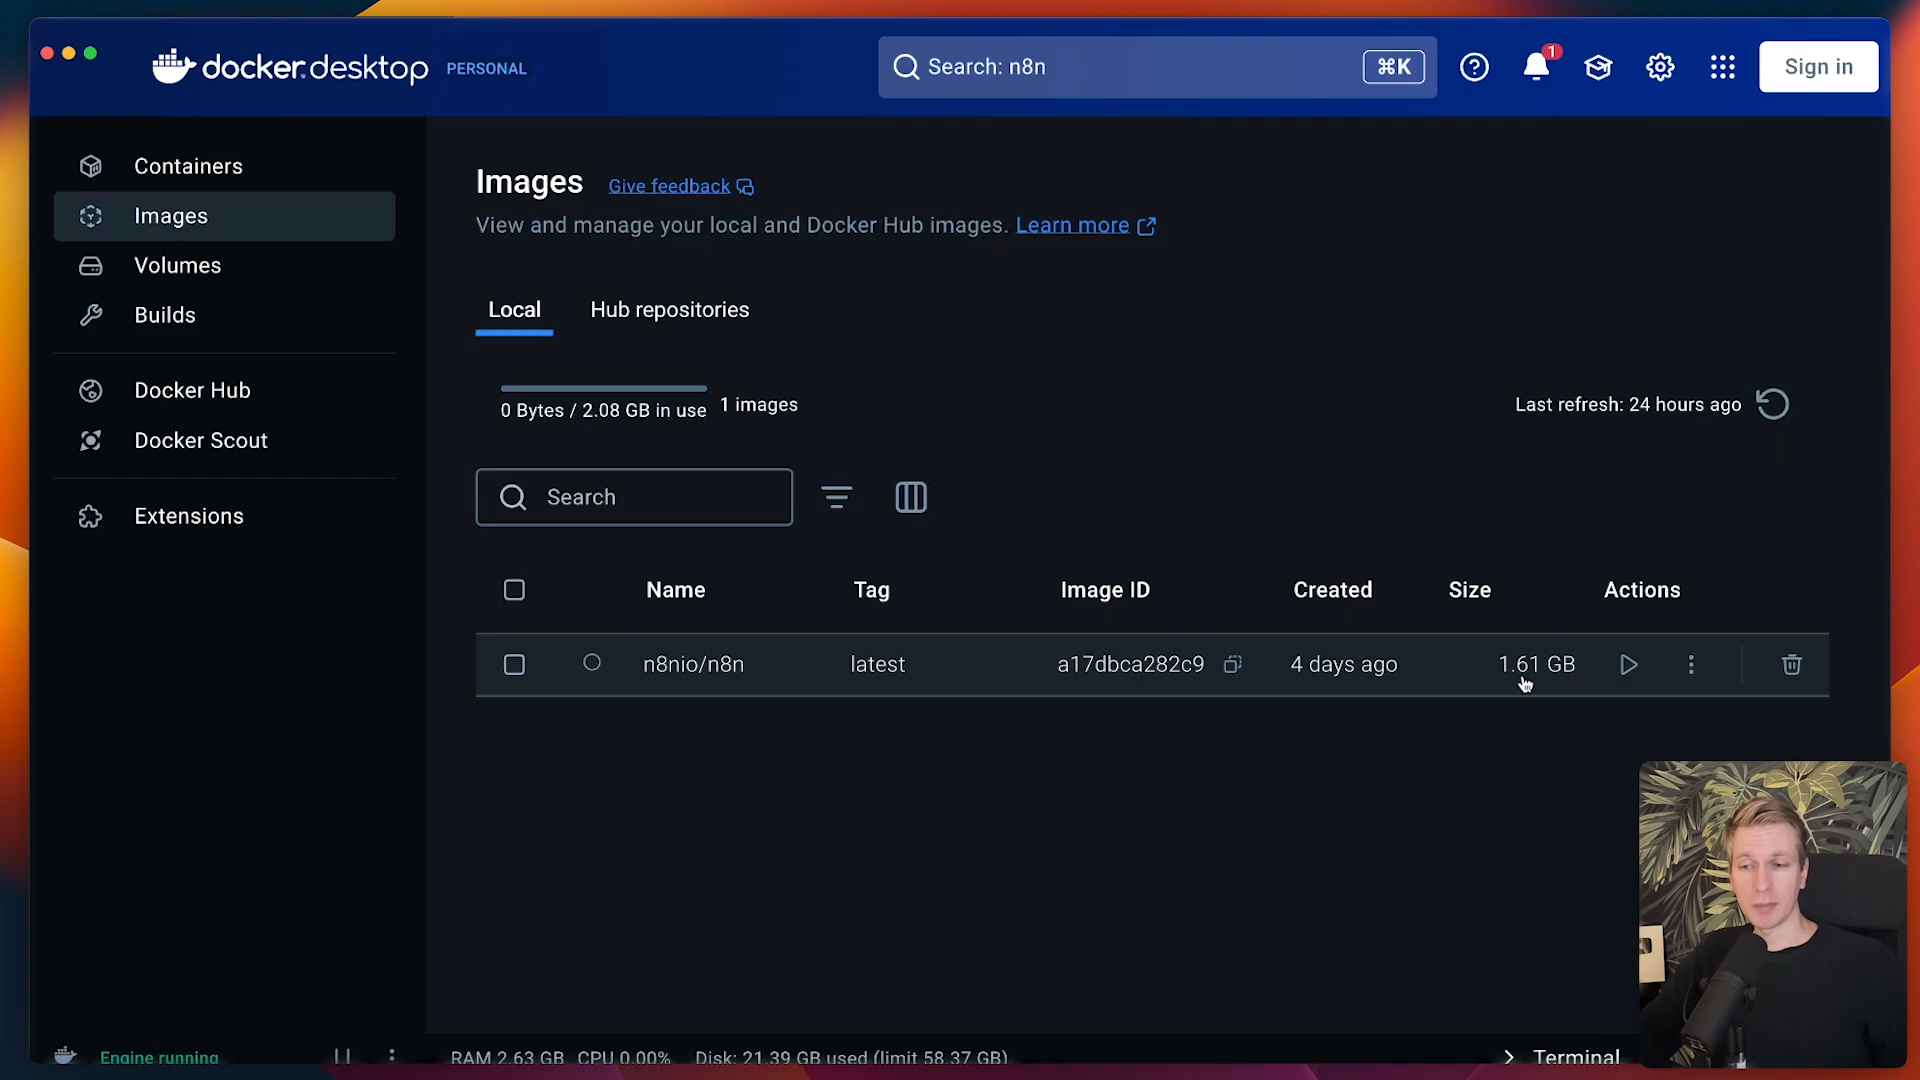 docker.desktop PERSONAL
Search: n8n
⌘K
1
Sign in
Containers
Images
Volumes
Builds
Docker Hub
Docker Scout
Extensions
Images Give feedback
View and manage your local and Docker Hub images. Learn more
Local Hub repositories
0 Bytes / 2.08 GB in use 1 images
Last refresh: 24 hours ago
Search
Name Tag Image ID Created Size Actions
n8nio/n8n latest a17dbca282c9 4 days ago 1.61 GB
Engine running
RAM 2.63 GB CPU 0.00% Disk: 21.39 GB used (limit 58.37 GB)
Terminal